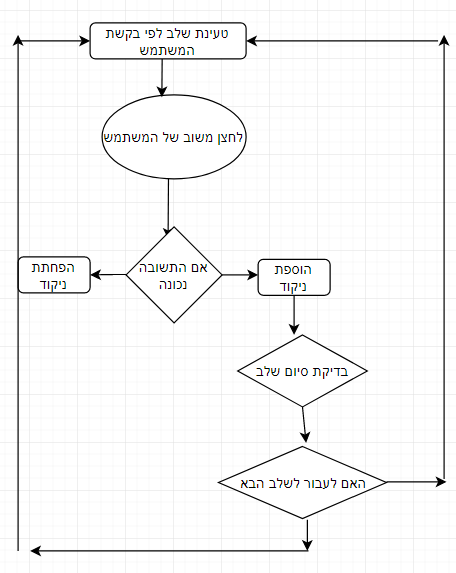 טעינת שלב לפי בקשת
המשתמש
לחצן משוב של המשתמש
אם התשובה
נכונה
הפחתת
ניקוד
הוספת
ניקוד
בדיקת סיום שלב
האם לעבור לשלב הבא